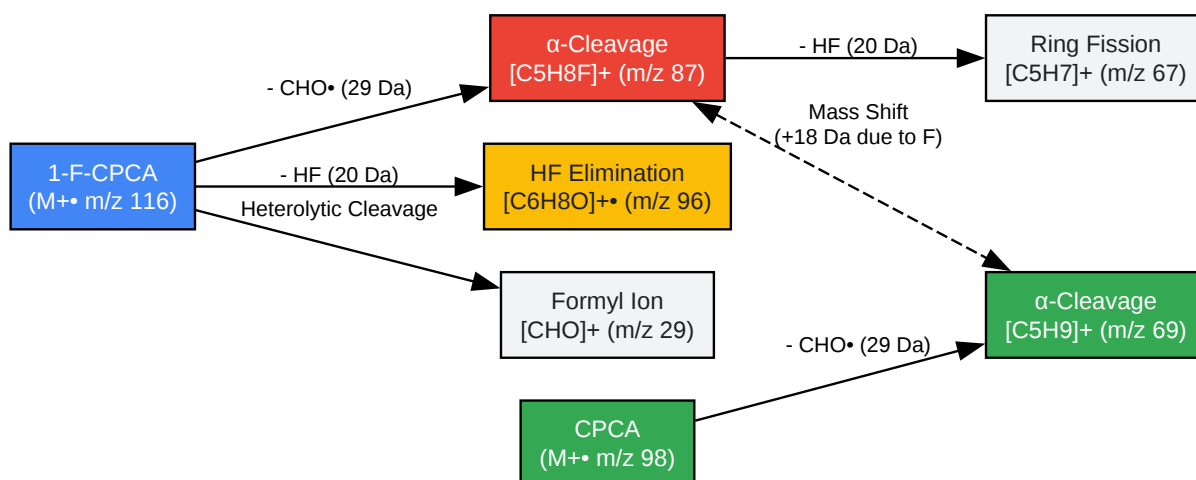 α-Cleavage
[C5H8F]+ (m/z 87)
- HF (20 Da)
Ring Fission
[C5H7]+ (m/z 67)
- CHO• (29 Da)
Mass Shift
(+18 Da due to F)
1-F-CPCA
(M+• m/z 116)
- HF (20 Da)
Heterolytic Cleavage
HF Elimination
[C6H8O]+• (m/z 96)
Formyl Ion
[CHO]+ (m/z 29)
α-Cleavage
[C5H9]+ (m/z 69)
- CHO• (29 Da)
CPCA
(M+• m/z 98)